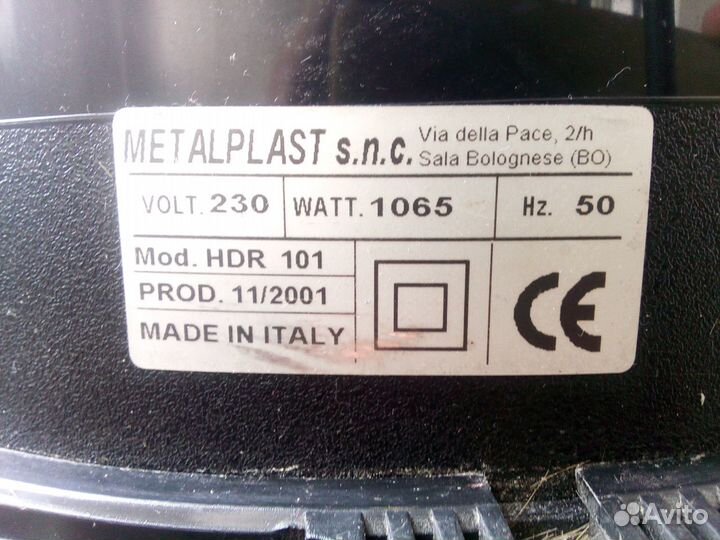 METALPLAST s.n.c. Via della Pace, 2/h
Sala Bolognese (BO)
VOLT. 230 WATT. 1065 Hz. 50
Mod. HDR 101
PROD. 11/2001
MADE IN ITALY
CE
Avito